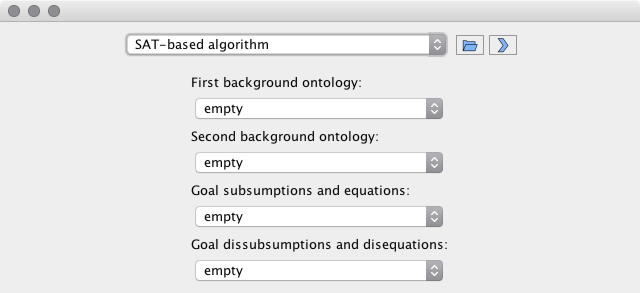 SAT-based algorithm
First background ontology:
empty
Second background ontology:
empty
Goal subsumptions and equations:
empty
Goal dissubsumptions and disequations:
empty